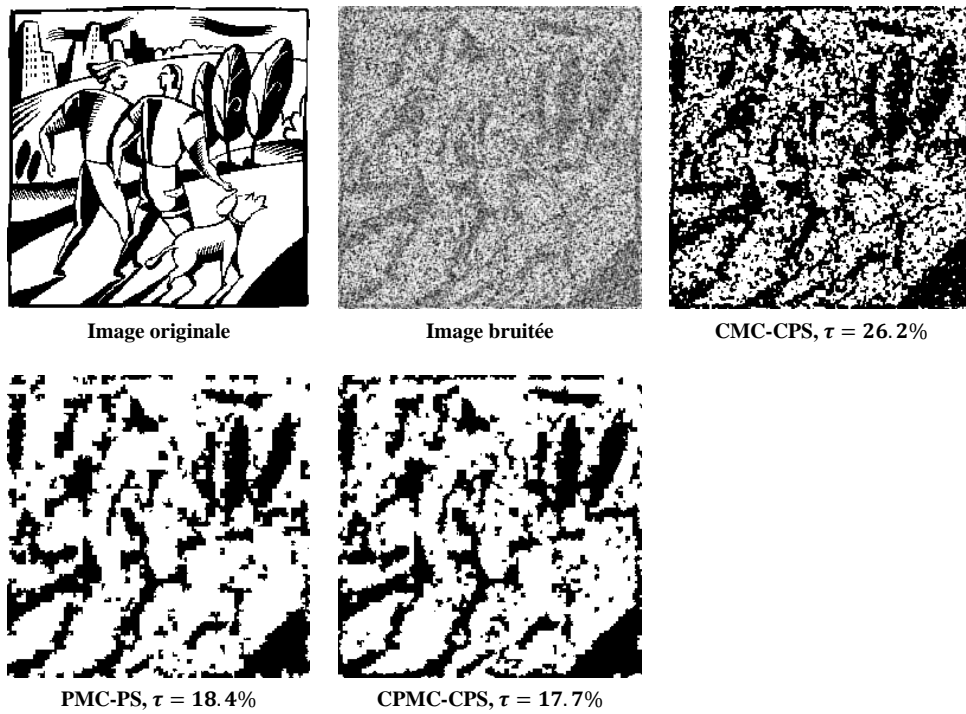 Image originale
Image bruitée
CMC-CPS, τ = 26.2%
PMC-PS, τ = 18.4%
CPMC-CPS, τ = 17.7%